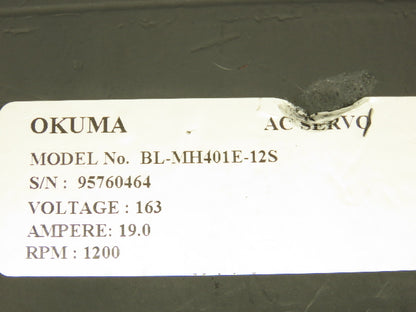 OKUMA AC SERVO
MODEL No. BL-MH401E-12S
S/N : 95760464
VOLTAGE : 163
AMPERE: 19.0
RPM : 1200